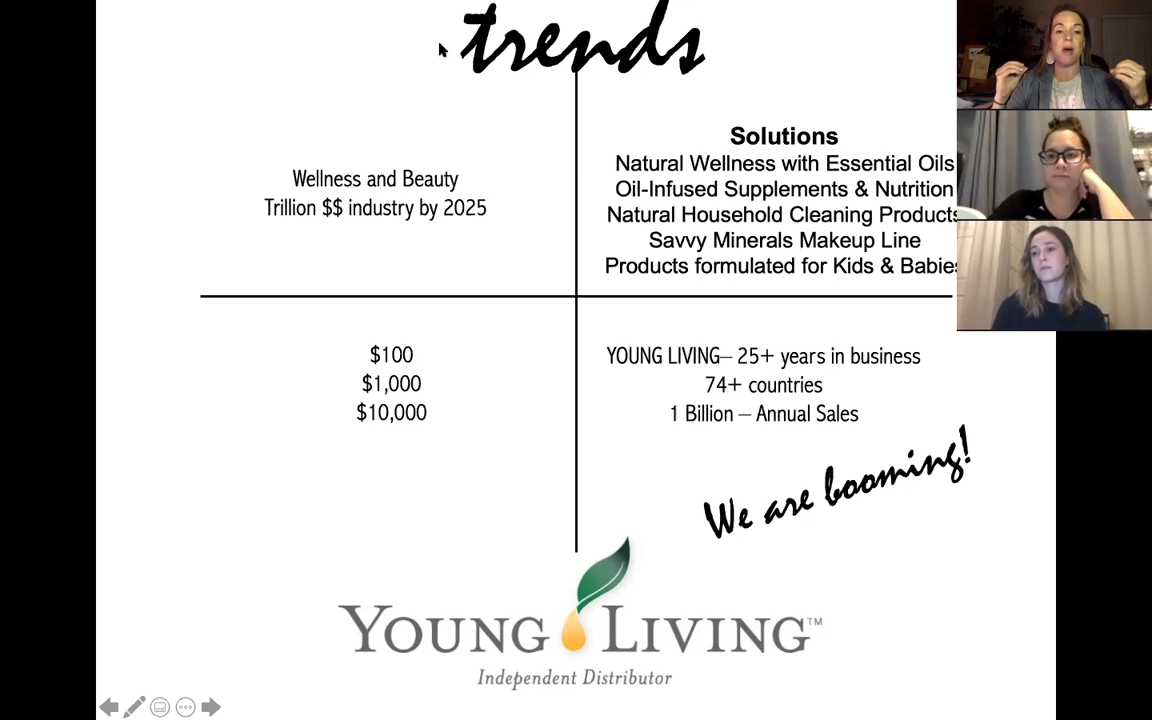 trends
Wellness and Beauty
Trillion $$ industry by 2025
Solutions
Natural Wellness with Essential Oils
Oil-Infused Supplements & Nutrition
Natural Household Cleaning Products
Savvy Minerals Makeup Line
Products formulated for Kids & Babies
$100
$1,000
$10,000
YOUNG LIVING– 25+ years in business
74+ countries
1 Billion – Annual Sales
We are booming!
YOUNG LIVING™
Independent Distributor